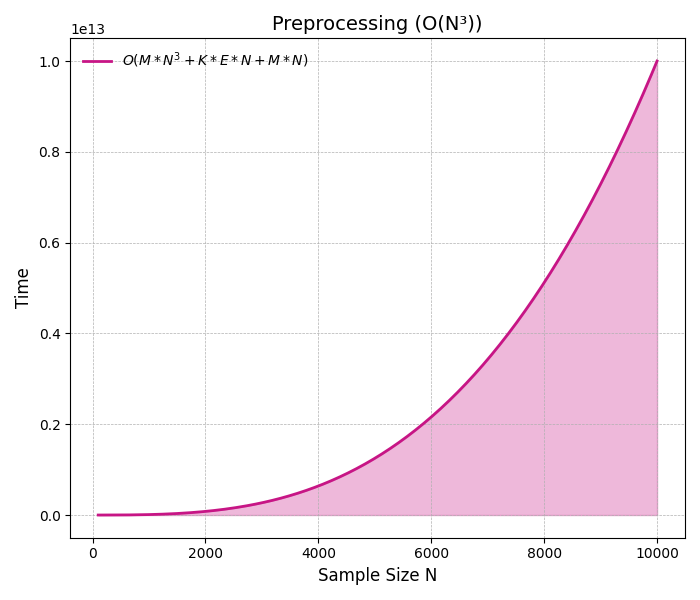 Preprocessing (O(N³))
1e13
O(M * N³ + K * E * N + M * N)
1.0
0.8
0.6
0.4
0.2
0.0
Time
0 2000 4000 6000 8000 10000
Sample Size N